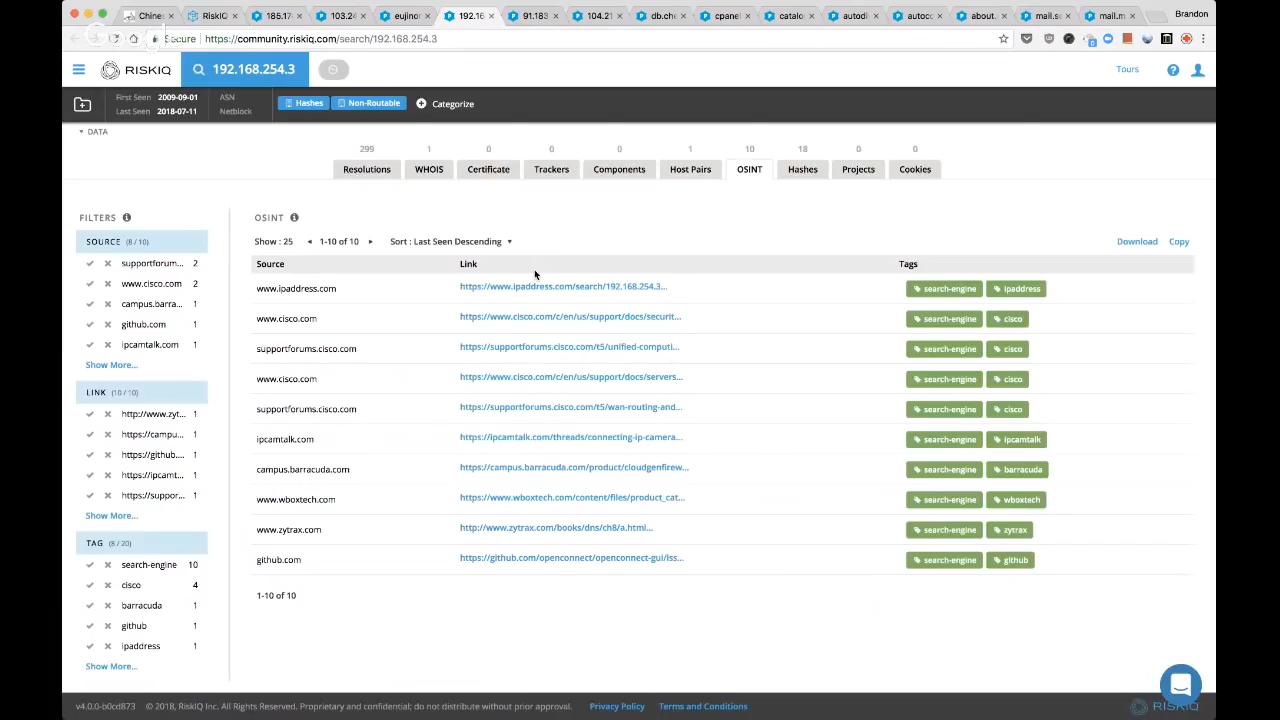 Chines
RiskIQ
185.17
103.24
eujinor
192.16
91.183
104.21
db.che
cpanel
catalo
autodi
autoco
about.
mail.se
mail.m
Brandon
Secure https://community.riskiq.com/search/192.168.254.3
RISKIQ 192.168.254.3 Tours
First Seen 2009-09-01 ASN Hashes Non-Routable Categorize
Last Seen 2018-07-11 Netblock
DATA
299 1 0 0 0 1 10 18 0 0
Resolutions WHOIS Certificate Trackers Components Host Pairs OSINT Hashes Projects Cookies
FILTERS
SOURCE (8 / 10)
supportforum... 2
www.cisco.com 2
campus.barra... 1
github.com 1
ipcamtalk.com 1
Show More...
LINK (10 / 10)
http://www.zyt... 1
https://campu... 1
https://github.... 1
https://ipcamt... 1
https://suppor... 1
Show More...
TAG (8 / 20)
search-engine 10
cisco 4
barracuda 1
github 1
ipaddress 1
Show More...
OSINT
Show : 25 1-10 of 10 Sort : Last Seen Descending Download Copy
Source Link Tags
www.ipaddress.com https://www.ipaddress.com/search/192.168.254.3... search-engine ipaddress
www.cisco.com https://www.cisco.com/c/en/us/support/docs/securit... search-engine cisco
supportforums.cisco.com https://supportforums.cisco.com/t5/unified-computi... search-engine cisco
www.cisco.com https://www.cisco.com/c/en/us/support/docs/servers... search-engine cisco
supportforums.cisco.com https://supportforums.cisco.com/t5/wan-routing-and... search-engine cisco
ipcamtalk.com https://ipcamtalk.com/threads/connecting-ip-camera... search-engine ipcamtalk
campus.barracuda.com https://campus.barracuda.com/product/cloudgenfirew... search-engine barracuda
www.wboxtech.com https://www.wboxtech.com/content/files/product_cat... search-engine wboxtech
www.zytrax.com http://www.zytrax.com/books/dns/ch8/a.html... search-engine zytrax
github.com https://github.com/openconnect/openconnect-gui/iss... search-engine github
1-10 of 10
v4.0.0-b0cd873 © 2018, RiskIQ Inc. All Rights Reserved. Proprietary and confidential; do not distribute without prior approval. Privacy Policy Terms and Conditions RISKIQ